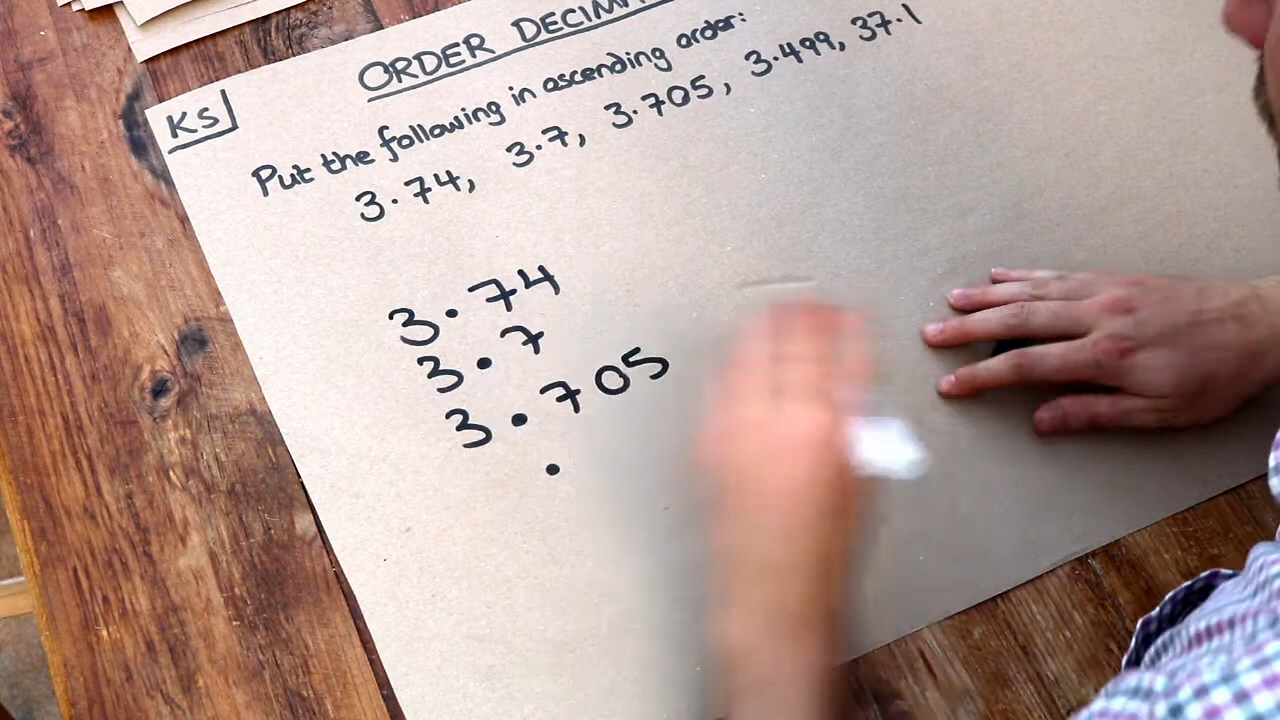 ORDER DECIM
KS
Put the following in ascending order:
3.74, 3.7, 3.705, 3.499, 37.1
3.74
3.7
3.705
.